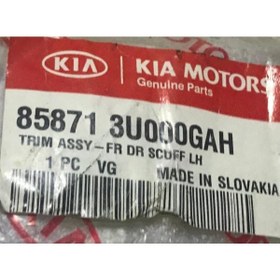 KIA
KIA MOTORS
Genuine Parts
85871 3U000GAH
TRIM ASSY-FR DR SCUFF LH
1 PC VG MADE IN SLOVAKIA